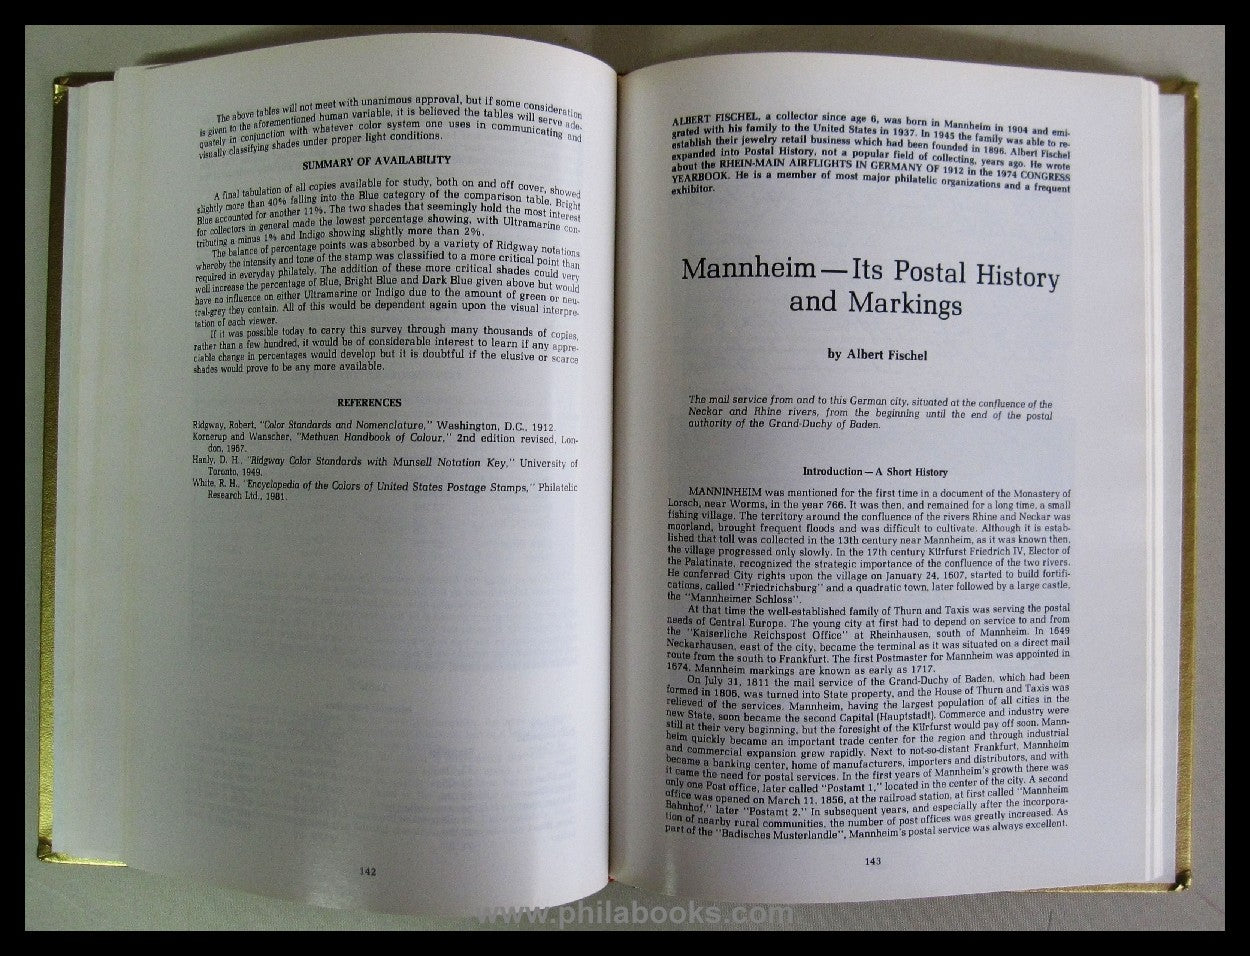 The above tables will not meet with unanimous approval, but if some consideration
is given to the aforementioned human variable, it is believed the tables will serve ade-
quately in conjunction with whatever color system one uses in communicating and
visually classifying shades under proper light conditions.
SUMMARY OF AVAILABILITY
A final tabulation of all copies available for study, both on and off cover, showed
slightly more than 40% falling into the Blue category of the comparison table. Bright
Blue accounted for another 11%. The two shades that seemingly hold the most interest
for collectors in general made the lowest percentage showing, with Ultramarine con-
tributing a minus 1% and Indigo showing slightly more than 2%.
The balance of percentage points was absorbed by a variety of Ridgway notations
whereby the intensity and tone of the stamp was classified to a more critical point than
required in everyday philately. The addition of these more critical shades could very
well increase the percentage of Blue, Bright Blue and Dark Blue given above but would
have no influence on either Ultramarine or Indigo due to the amount of green or neu-
tral-grey they contain. All of this would be dependent again upon the visual interpre-
tation of each viewer.
If it was possible today to carry this survey through many thousands of copies,
rather than a few hundred, it would be of considerable interest to learn if any appre-
ciable change in percentages would develop but it is doubtful if the elusive or scarce
shades would prove to be any more available.
REFERENCES
Ridgway, Robert, "Color Standards and Nomenclature," Washington, D.C., 1912.
Kornerup and Wanscher, "Methuen Handbook of Colour," 2nd edition revised, Lon-
don, 1967.
Hanly, D. H., "Ridgway Color Standards with Munsell Notation Key," University of
Toronto, 1949.
White, R. H., "Encyclopedia of the Colors of United States Postage Stamps," Philatelic
Research Ltd., 1981.
142
ALBERT FISCHEL, a collector since age 6, was born in Mannheim in 1904 and emi-
grated with his family to the United States in 1937. In 1945 the family was able to re-
establish their jewelry retail business which had been founded in 1896. Albert Fischel
expanded into Postal History, not a popular field of collecting, years ago. He wrote
about the RHEIN-MAIN AIRFLIGHTS IN GERMANY OF 1912 in the 1974 CONGRESS
YEARBOOK. He is a member of most major philatelic organizations and a frequent
exhibitor.
Mannheim—Its Postal History
and Markings
by Albert Fischel
The mail service from and to this German city, situated at the confluence of the
Neckar and Rhine rivers, from the beginning until the end of the postal
authority of the Grand-Duchy of Baden.
Introduction—A Short History
MANNINHEIM was mentioned for the first time in a document of the Monastery of
Lorsch, near Worms, in the year 766. It was then, and remained for a long time, a small
fishing village. The territory around the confluence of the rivers Rhine and Neckar was
moorland, brought frequent floods and was difficult to cultivate. Although it is estab-
lished that toll was collected in the 13th century near Mannheim, as it was known then,
the village progressed only slowly. In the 17th century Kürfurst Friedrich IV, Elector of
the Palatinate, recognized the strategic importance of the confluence of the two rivers.
He conferred City rights upon the village on January 24, 1607, started to build fortifi-
cations, called "Friedrichsburg" and a quadratic town, later followed by a large castle,
the "Mannheimer Schloss".
At that time the well-established family of Thurn and Taxis was serving the postal
needs of Central Europe. The young city at first had to depend on service to and from
the "Kaiserliche Reichspost Office" at Rheinhausen, south of Mannheim. In 1649
Neckarhausen, east of the city, became the terminal as it was situated on a direct mail
route from the south to Frankfurt. The first Postmaster for Mannheim was appointed in
1674. Mannheim markings are known as early as 1717.
On July 31, 1811 the mail service of the Grand-Duchy of Baden, which had been
formed in 1806, was turned into State property, and the House of Thurn and Taxis was
relieved of the services. Mannheim, having the largest population of all cities in the
new State, soon became the second Capital (Hauptstadt). Commerce and industry were
still at their very beginning, but the foresight of the Kürfurst would pay off soon. Mann-
heim quickly became an important trade center for the region and through industrial
and commercial expansion grew rapidly. Next to not-so-distant Frankfurt, Mannheim
became a banking center, home of manufacturers, importers and distributors, and with
it came the need for postal services. In the first years of Mannheim's growth there was
only one Post office, later called "Postamt 1," located in the center of the city. A second
office was opened on March 11, 1856, at the railroad station, at first called "Mannheim
Bahnhof," later "Postamt 2." In subsequent years, and especially after the incorpora-
tion of nearby rural communities, the number of post offices was greatly increased. As
part of the "Badisches Musterlandle", Mannheim's postal service was always excellent.
143
www.philabooks.com